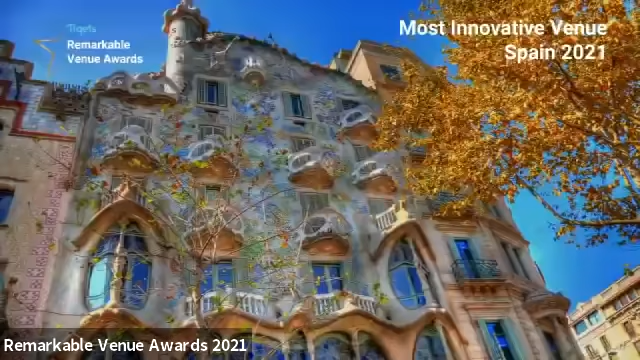 Tiqets
Remarkable
Venue Awards
Most Innovative Venue
Spain 2021
Remarkable Venue Awards 2021